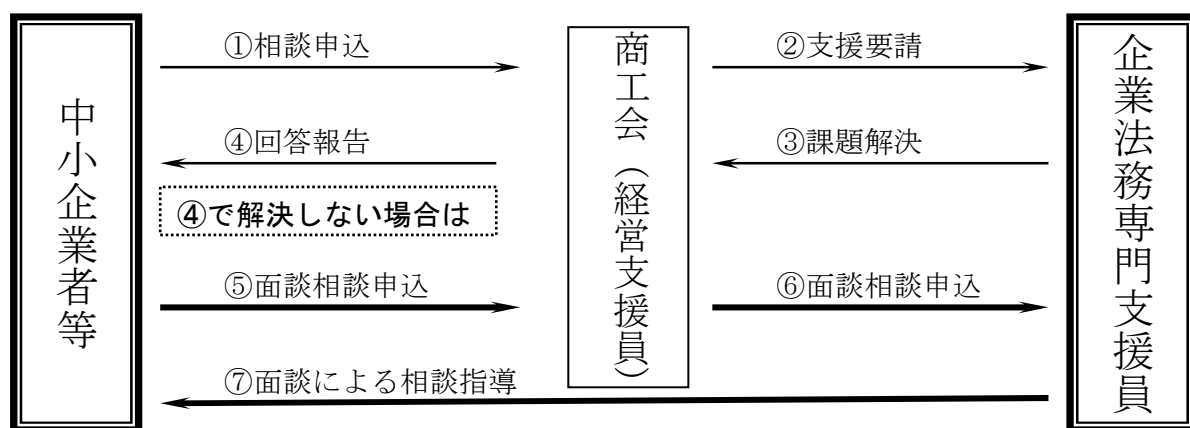 中小企業者等
①相談申込
④回答報告
④で解決しない場合は
⑤面談相談申込
⑦面談による相談指導
商工会（経営支援員）
②支援要請
③課題解決
⑥面談相談申込
企業法務専門支援員